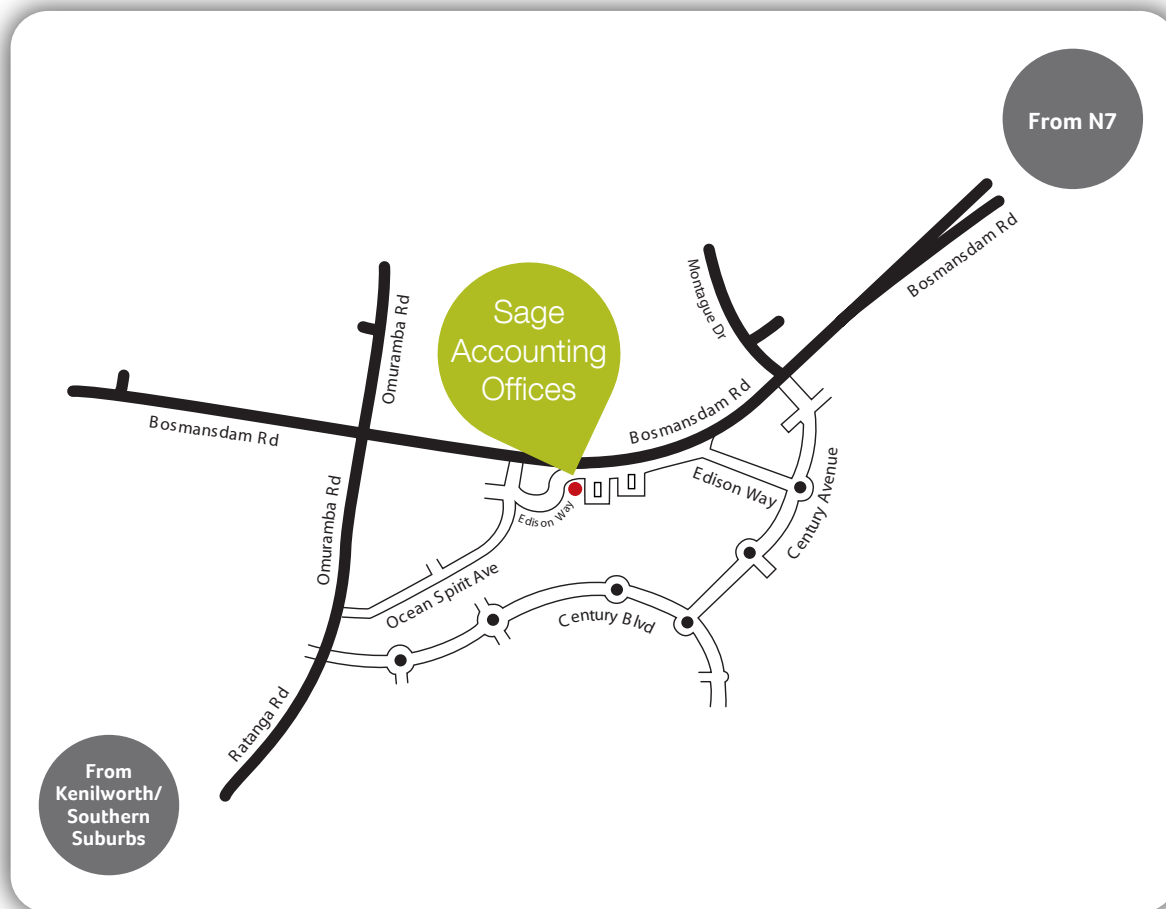 From N7
Bosmansdam Rd
Montague Dr
Omuramba Rd
Sage
Accounting
Offices
Bosmansdam Rd
Bosmansdam Rd
Edison Way
Century Avenue
Omuramba Rd
Edison Way
Ocean Spirit Ave
Century Blvd
Ratanga Rd
From
Kenilworth/
Southern
Suburbs